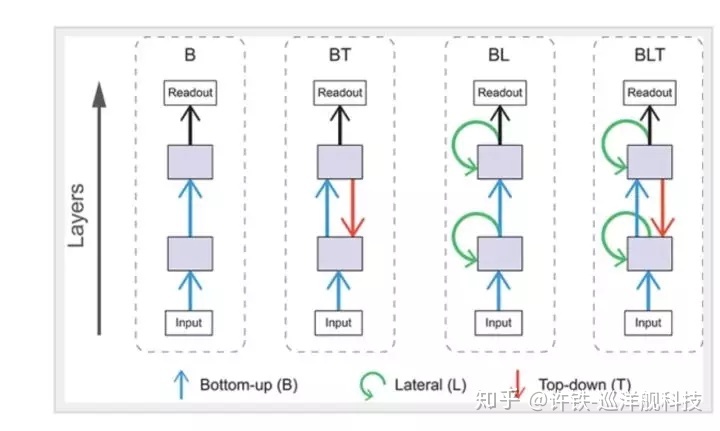 B BT BL BLT
Readout Readout Readout Readout
Layers
Input Input Input Input
Bottom-up (B) Lateral (L) Top-down (T)
知乎 @许铁-巡洋舰科技